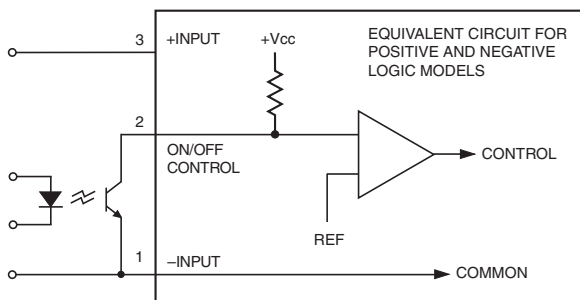 3
+INPUT
+Vcc
EQUIVALENT CIRCUIT FOR
POSITIVE AND NEGATIVE
LOGIC MODELS
2
ON/OFF
CONTROL
CONTROL
REF
1
–INPUT
COMMON